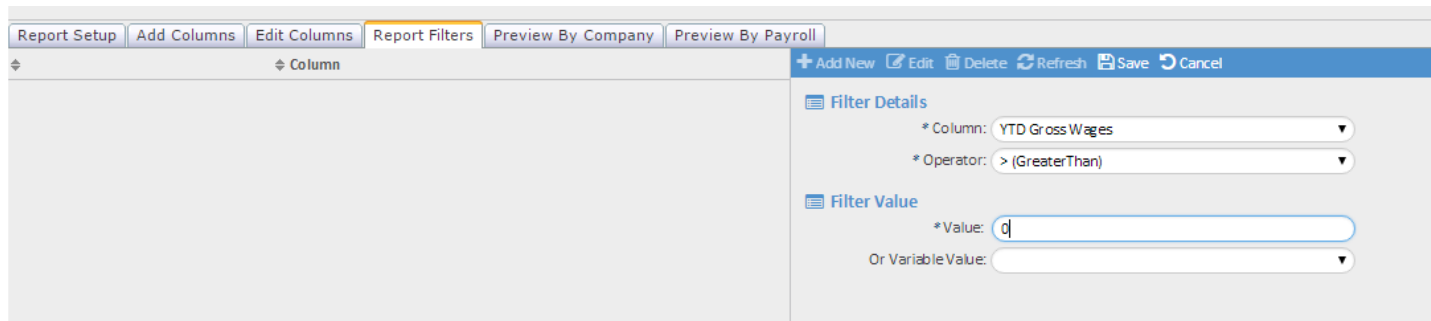 Report Setup Add Columns Edit Columns Report Filters Preview By Company Preview By Payroll
Column
Add New Edit Delete Refresh Save Cancel
Filter Details
* Column: YTD Gross Wages
* Operator: > (GreaterThan)
Filter Value
* Value: 0
Or Variable Value: